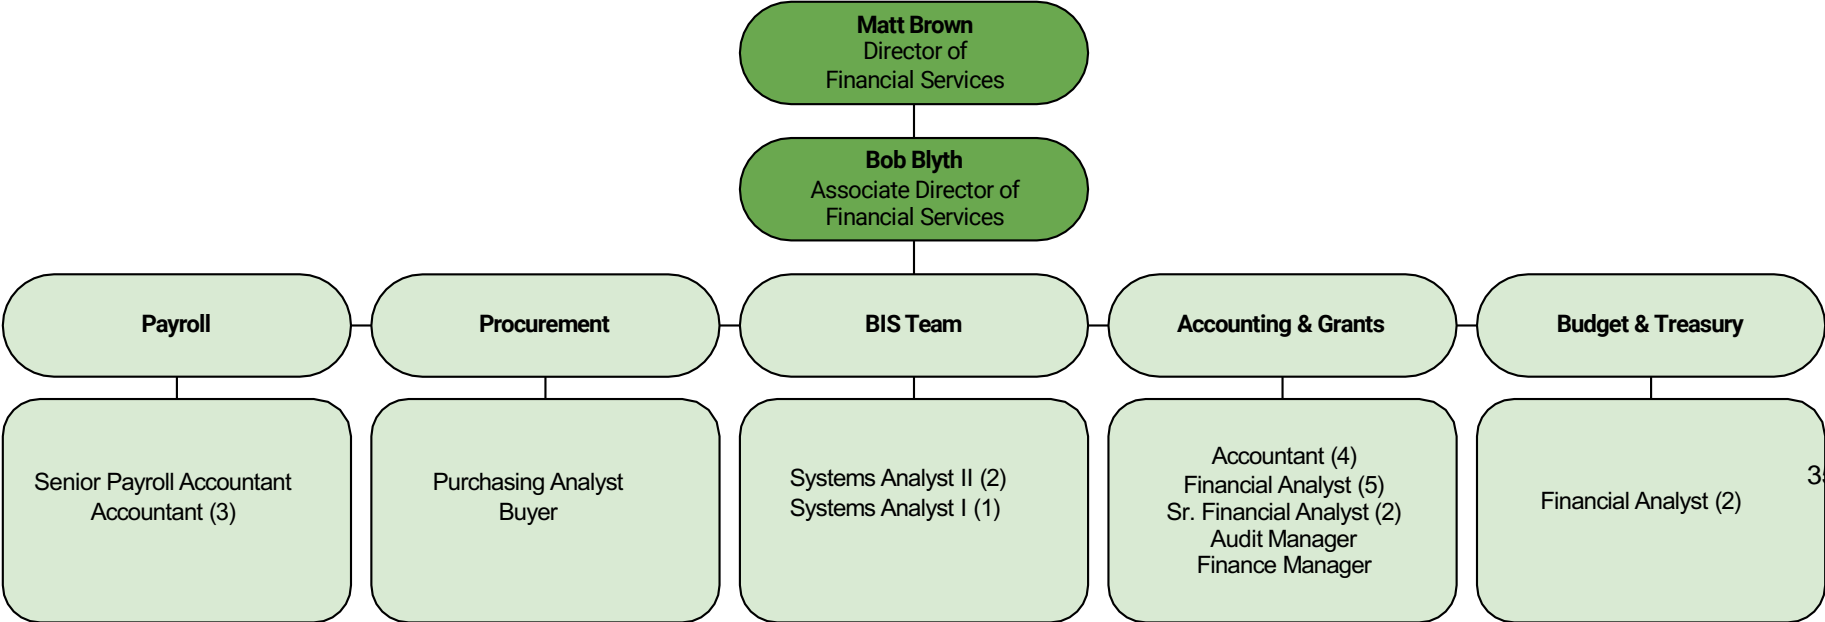 Matt Brown
Director of
Financial Services
Bob Blyth
Associate Director of
Financial Services
Payroll
Procurement
BIS Team
Accounting & Grants
Budget & Treasury
Senior Payroll Accountant
Accountant (3)
Purchasing Analyst
Buyer
Systems Analyst II (2)
Systems Analyst I (1)
Accountant (4)
Financial Analyst (5)
Sr. Financial Analyst (2)
Audit Manager
Finance Manager
Financial Analyst (2)